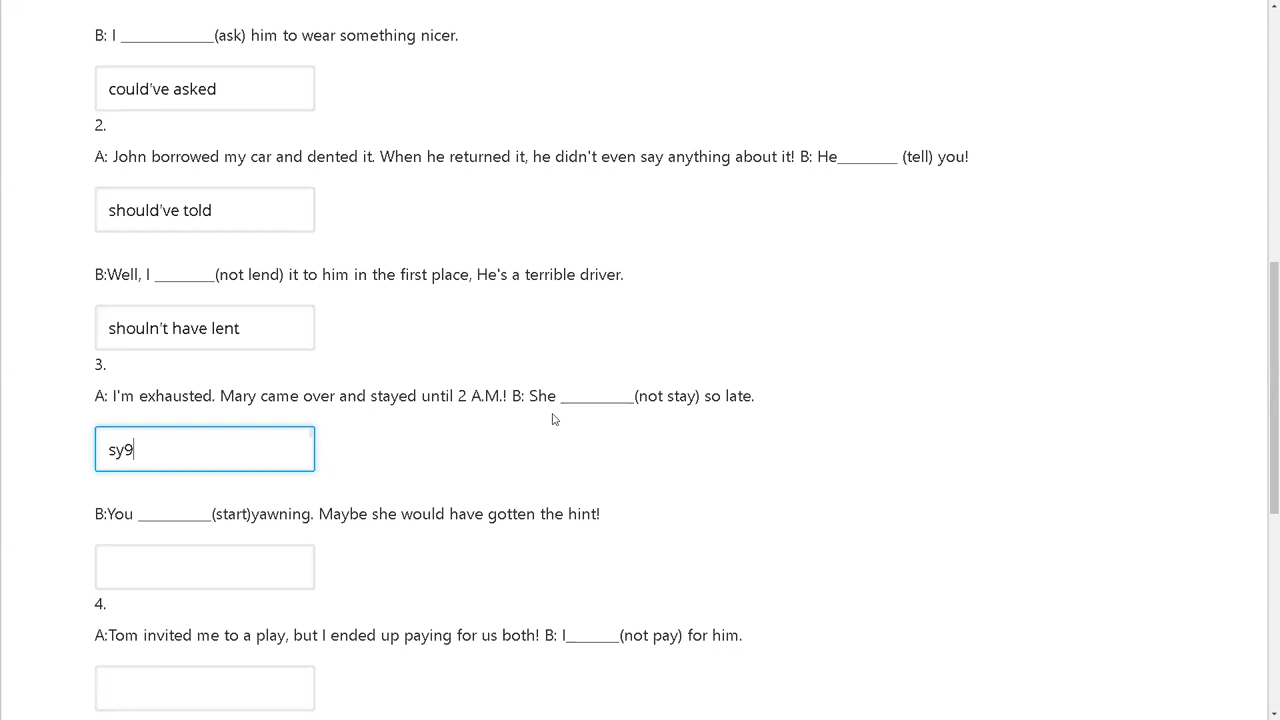 B: I ____________(ask) him to wear something nicer.
could've asked
2.
A: John borrowed my car and dented it. When he returned it, he didn't even say anything about it! B: He________ (tell) you!
should've told
B:Well, I ________(not lend) it to him in the first place, He's a terrible driver.
shouln't have lent
3.
A: I'm exhausted. Mary came over and stayed until 2 A.M.! B: She __________(not stay) so late.
sy9
B:You __________(start)yawning. Maybe she would have gotten the hint!
4.
A:Tom invited me to a play, but I ended up paying for us both! B: I_______(not pay) for him.